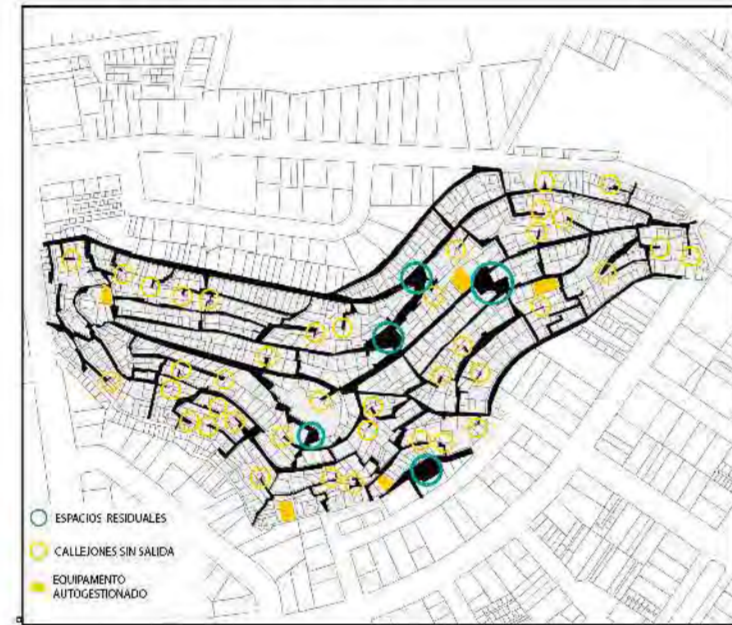 ESPACIOS RESIDUALES
CALLEJONES SIN SALIDA
EQUIPAMENTO
AUTOGESTIONADO